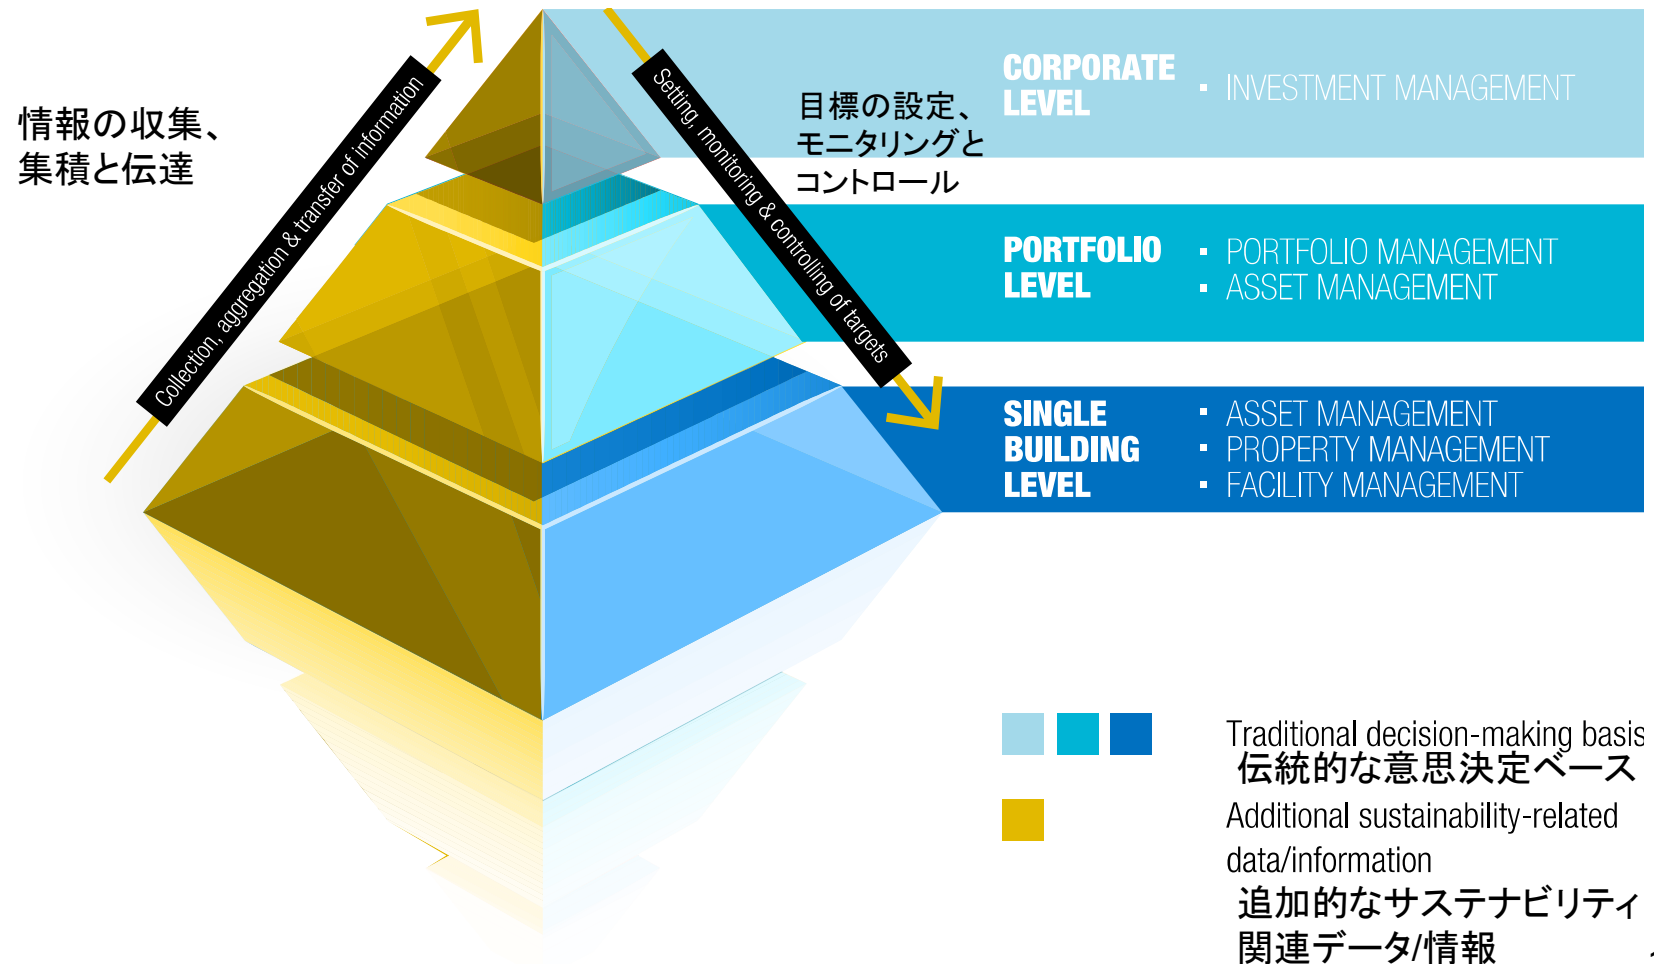 情報の収集、
集積と伝達
Collection, aggregation & transfer of information
Setting, monitoring & controlling of targets
目標の設定、
モニタリングと
コントロール
CORPORATE
LEVEL
▪ INVESTMENT MANAGEMENT
PORTFOLIO
LEVEL
▪ PORTFOLIO MANAGEMENT
▪ ASSET MANAGEMENT
SINGLE
BUILDING
LEVEL
▪ ASSET MANAGEMENT
▪ PROPERTY MANAGEMENT
▪ FACILITY MANAGEMENT
Traditional decision-making basis
伝統的な意思決定ベース
Additional sustainability-related
data/information
追加的なサステナビリティ
関連データ/情報